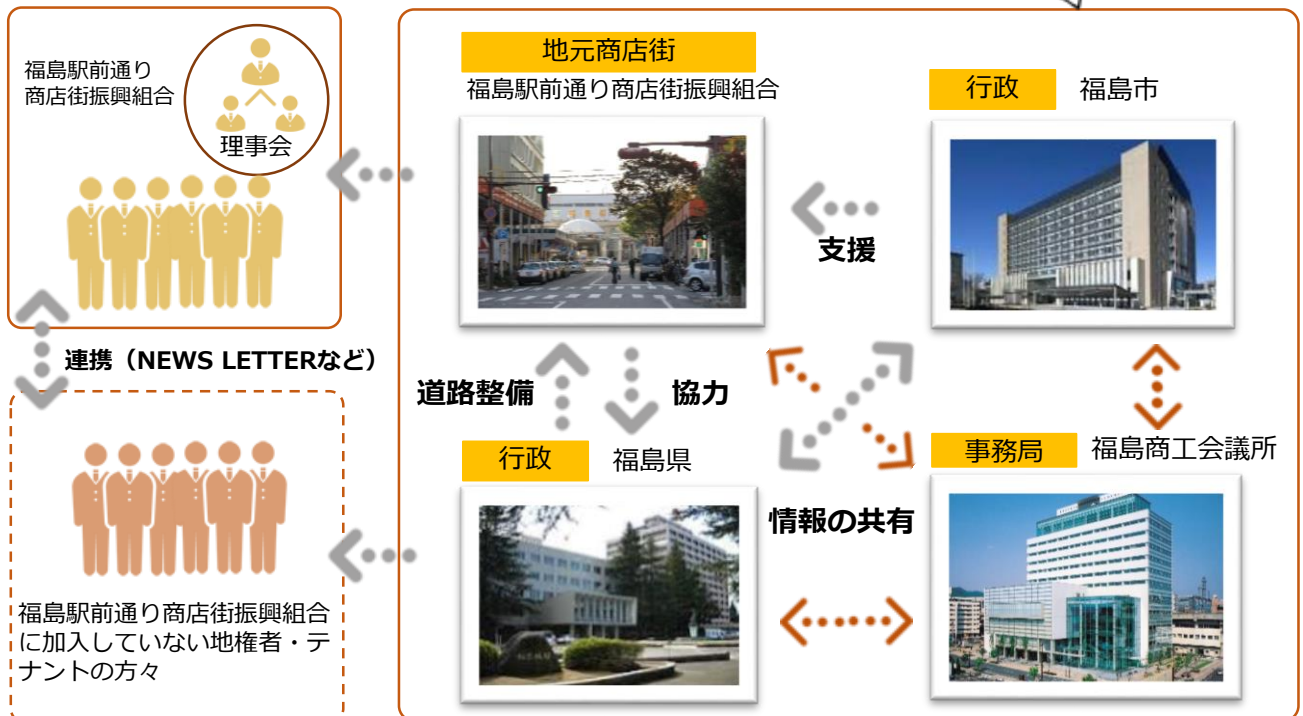 福島駅前通り
商店街振興組合
理事会
連携（NEWS LETTERなど）
福島駅前通り商店街振興組合
に加入していない地権者・テ
ナントの方々
地元商店街
福島駅前通り商店街振興組合
行政 福島市
支援
道路整備 協力
行政 福島県
事務局 福島商工会議所
情報の共有